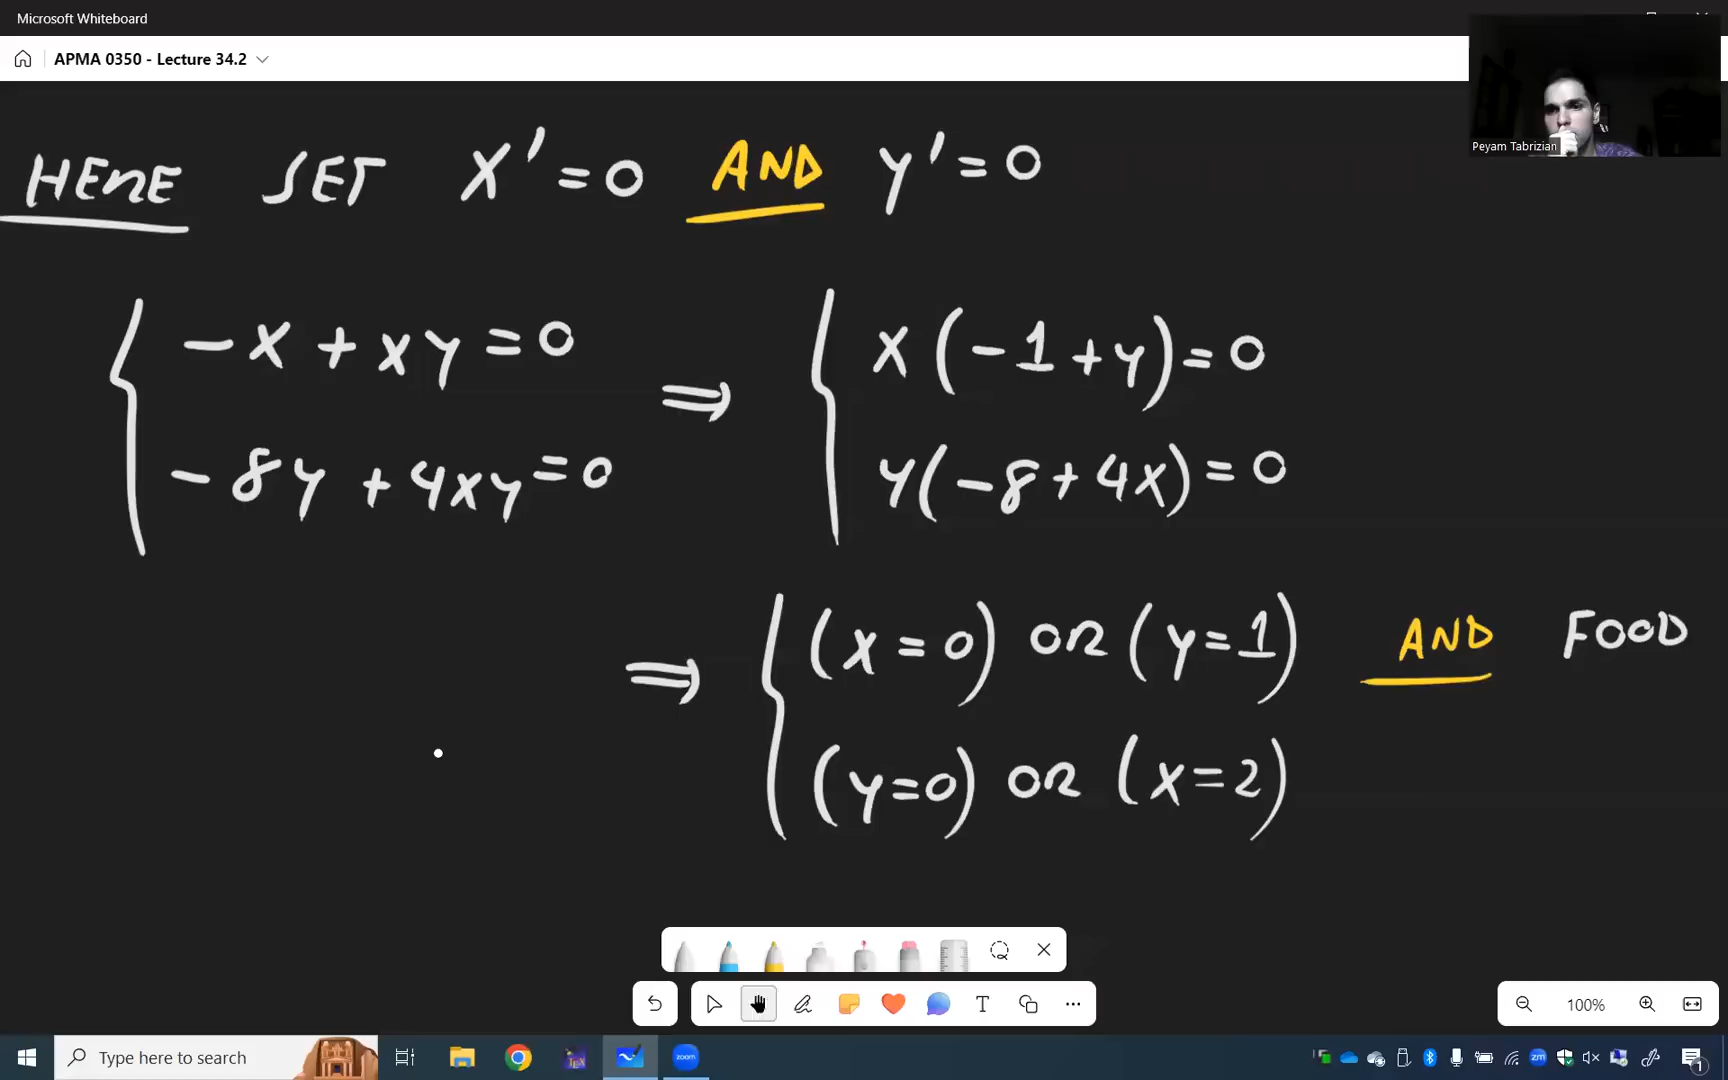 Microsoft Whiteboard
APMA 0350 - Lecture 34.2
Peyam Tabrizian
HERE SET X' = 0 AND Y' = 0
-X + XY = 0 ⇒ X(-1 + Y) = 0
-8Y + 4XY = 0 Y(-8 + 4X) = 0
⇒ (X = 0) OR (Y = 1) AND FOOD
(Y = 0) OR (X = 2)
100%
Type here to search
zoom